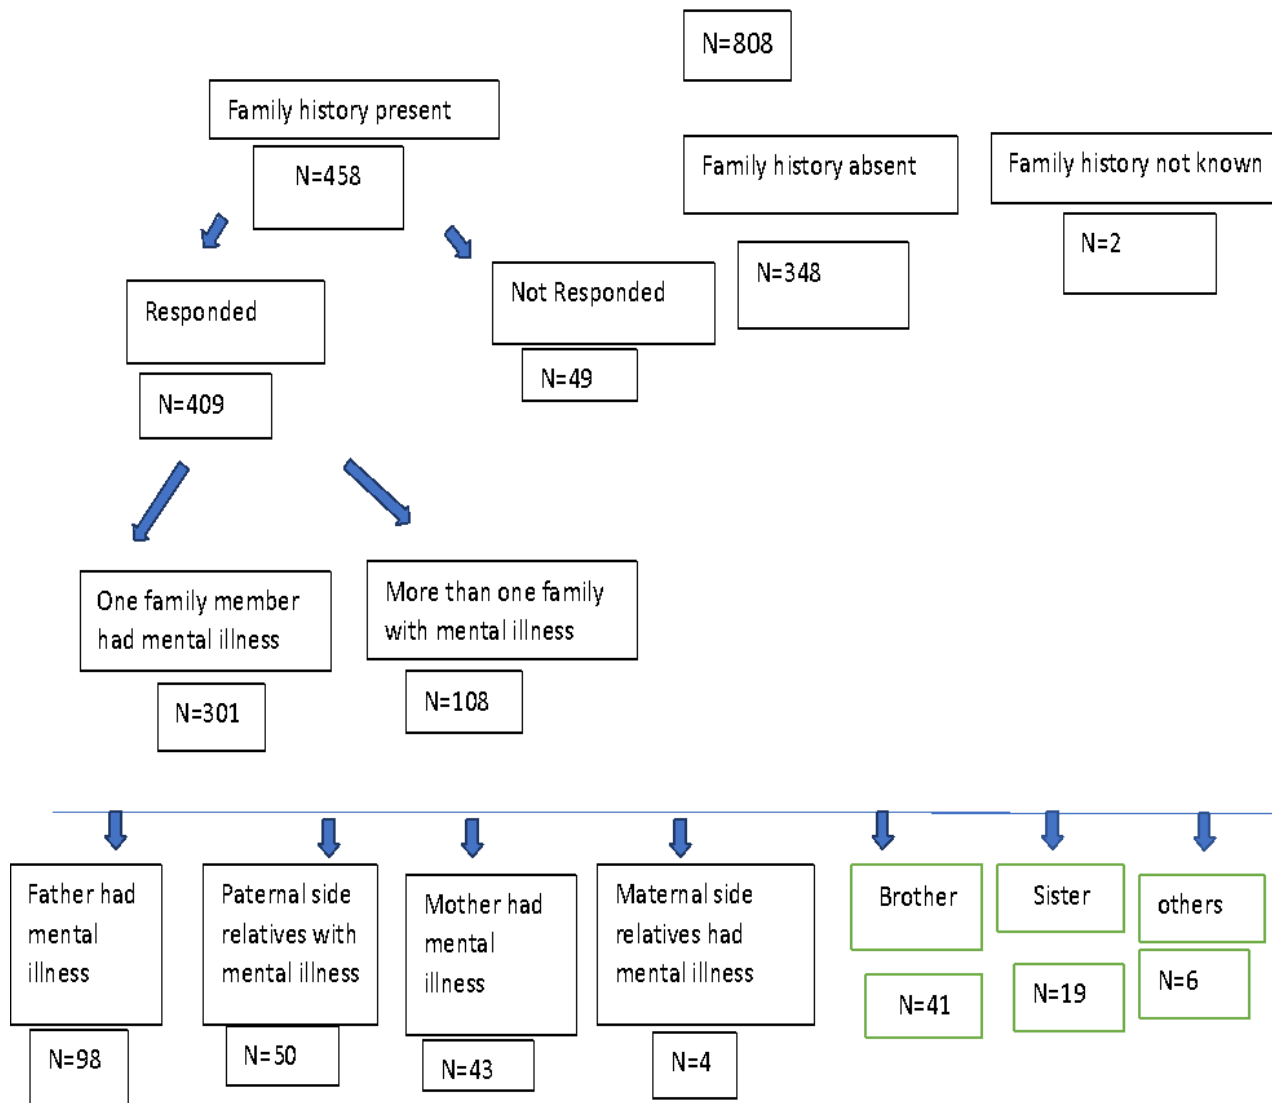 N=808
Family history present
N=458
Family history absent
N=348
Family history not known
N=2
Responded
N=409
Not Responded
N=49
One family member
had mental illness
N=301
More than one family
with mental illness
N=108
Father had
mental
illness
N=98
Paternal side
relatives with
mental illness
N=50
Mother had
mental
illness
N=43
Maternal side
relatives had
mental illness
N=4
Brother
N=41
Sister
N=19
others
N=6